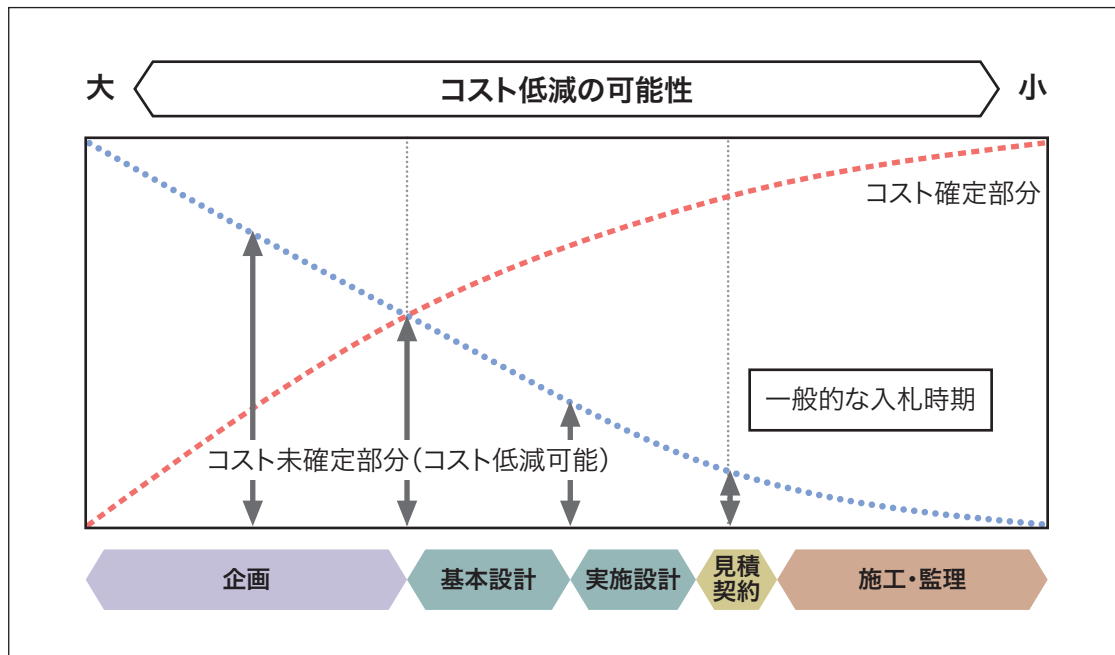 大
コスト低減の可能性
小
コスト確定部分
一般的な入札時期
コスト未確定部分（コスト低減可能）
企画
基本設計
実施設計
見積
契約
施工・監理